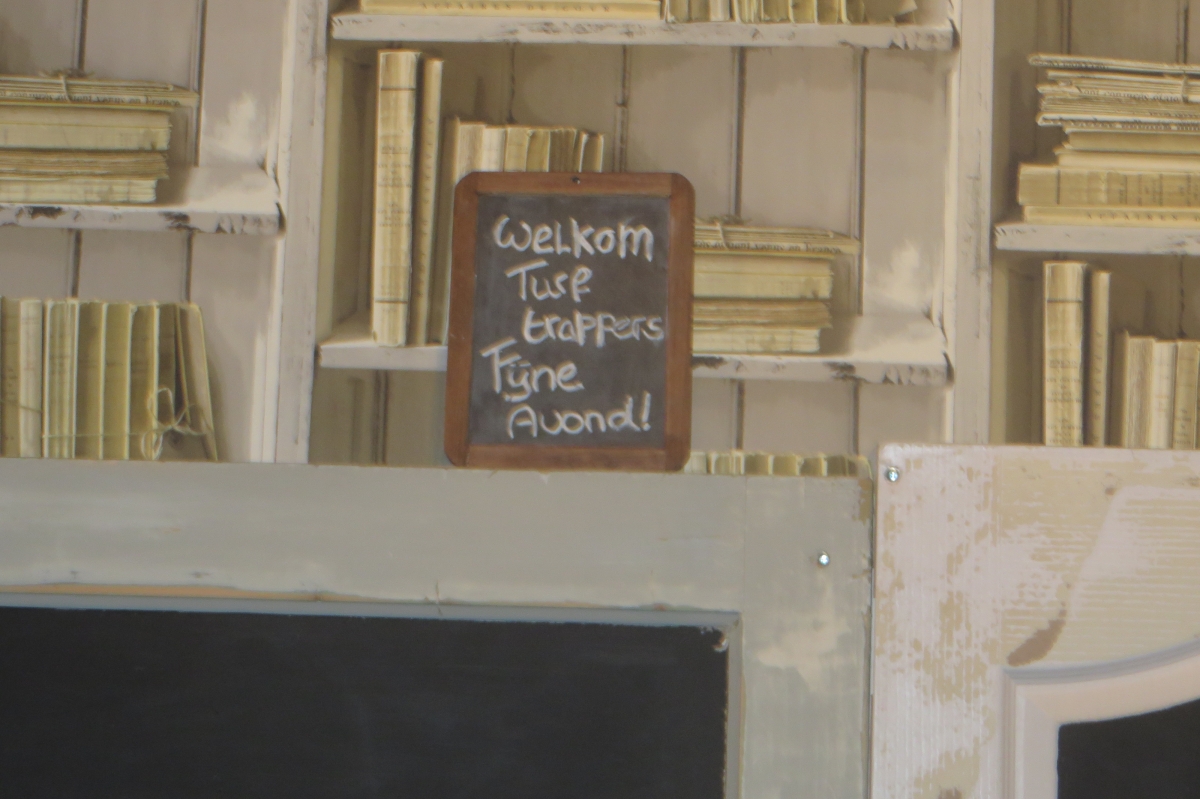 Welkom
Turf
trappers
Fijne
Avond!